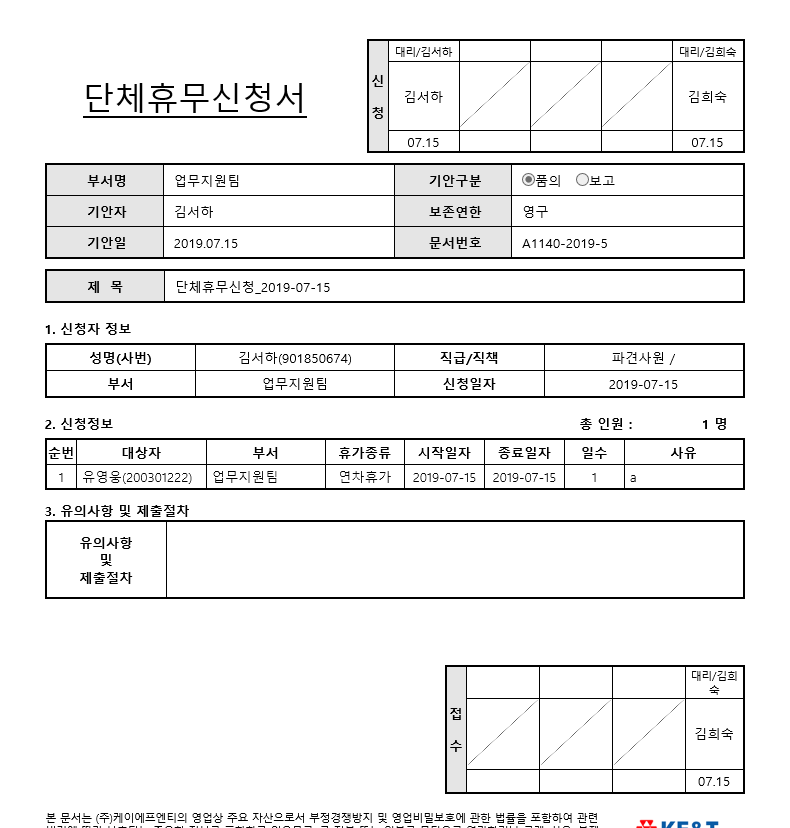 단체휴무신청서
신청
대리/김서하 대리/김희숙
김서하 김희숙
07.15 07.15
부서명 업무지원팀 기안구분 품의 보고
기안자 김서하 보존연한 영구
기안일 2019.07.15 문서번호 A1140-2019-5
제 목 단체휴무신청_2019-07-15
1. 신청자 정보
성명(사번) 김서하(901850674) 직급/직책 파견사원 /
부서 업무지원팀 신청일자 2019-07-15
2. 신청정보 총 인원 : 1 명
순번 대상자 부서 휴가종류 시작일자 종료일자 일수 사유
1 유영웅(200301222) 업무지원팀 연차휴가 2019-07-15 2019-07-15 1 a
3. 유의사항 및 제출절차
유의사항
및
제출절차
접수
대리/김희
숙
김희숙
07.15
본 문서는 (주)케이에프엔티의 영업상 주요 자산으로서 부정경쟁방지 및 영업비밀보호에 관한 법률을 포함하여 관련
KF&T